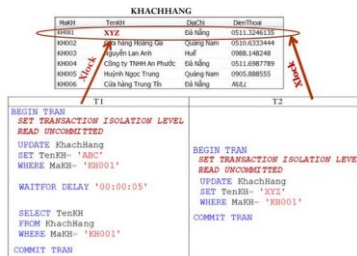 KHACHHANG
MaKH TenKH DiaChi DienThoai
KH001 XYZ Đà Nẵng 0511.3246135
KH002 Cửa hàng Hoàng Gia Quảng Nam 0510.6333444
KH003 Nguyễn Lan Anh Huế 0988.148248
KH004 Công ty TNHH An Phước Đà Nẵng 0511.6987789
KH005 Huỳnh Ngọc Trung Quảng Nam 0905.888555
KH006 Cửa hàng Trung Tín Đà Nẵng NULL
Xlock
Xlock
T1
BEGIN TRAN
SET TRANSACTION ISOLATION LEVEL
READ UNCOMMITTED
UPDATE KhachHang
SET TenKH= 'ABC'
WHERE MaKH= 'KH001'
WAITFOR DELAY '00:00:05'
SELECT TenKH
FROM KhachHang
WHERE MaKH= 'KH001'
COMMIT TRAN
T2
BEGIN TRAN
SET TRANSACTION ISOLATION LEVE
READ UNCOMMITTED
UPDATE KhachHang
SET TenKH= 'XYZ'
WHERE MaKH= 'KH001'
COMMIT TRAN